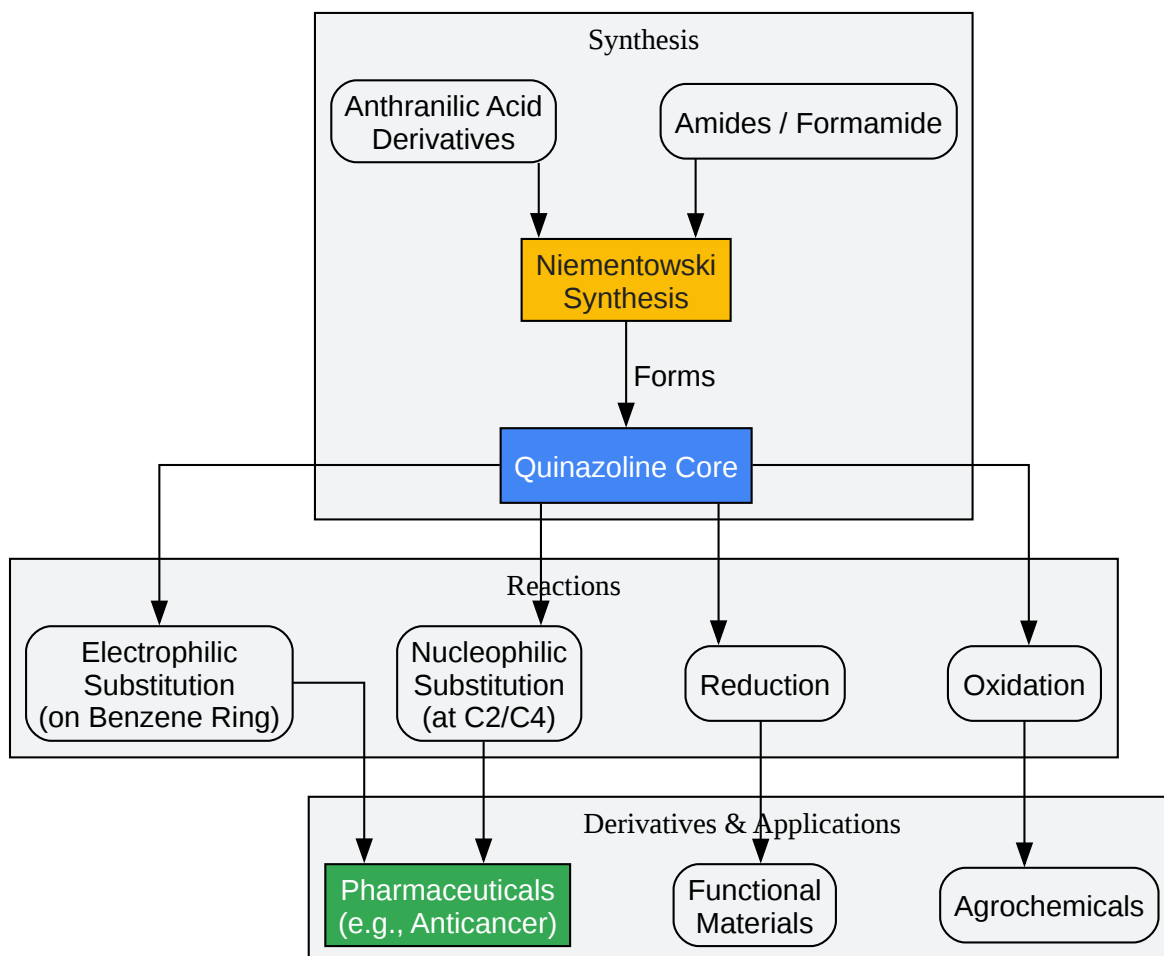 Synthesis
Anthranilic Acid
Derivatives
Amides / Formamide
Niementowski
Synthesis
Forms
Quinazoline Core
Reactions
Electrophilic
Substitution
(on Benzene Ring)
Nucleophilic
Substitution
(at C2/C4)
Reduction
Oxidation
Derivatives & Applications
Pharmaceuticals
(e.g., Anticancer)
Functional
Materials
Agrochemicals